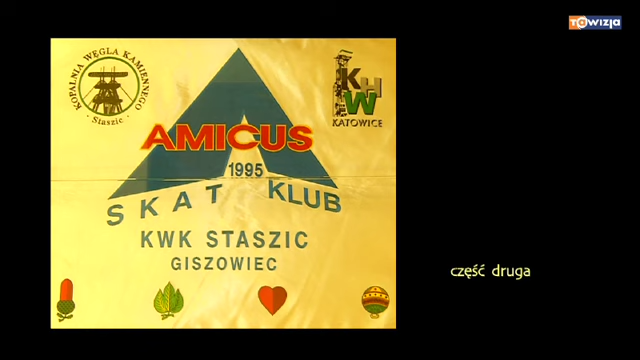 TOwizja
KOPALNIA WĘGLA KAMIENNEGO
Staszic
KHW
KATOWICE
AMICUS
1995
SKAT KLUB
KWK STASZIC
GISZOWIEC
część druga